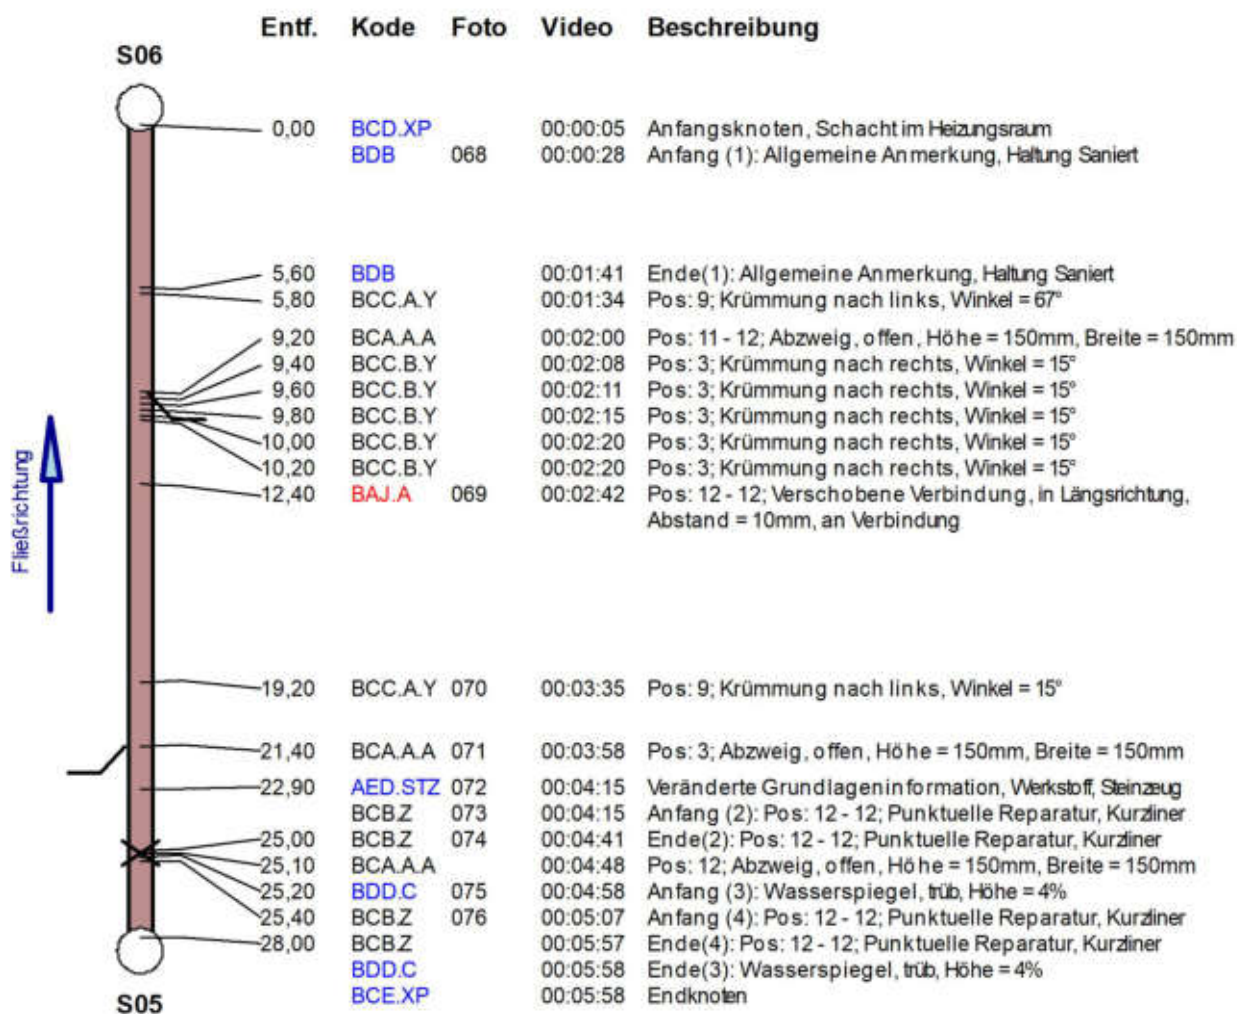 Entf. Kode Foto Video Beschreibung
S06
0,00 BCD.XP 00:00:05 Anfangsknoten, Schacht im Heizungsraum
BDB 068 00:00:28 Anfang (1): Allgemeine Anmerkung, Haltung Saniert
5,60 BDB 00:01:41 Ende(1): Allgemeine Anmerkung, Haltung Saniert
5,80 BCC.A.Y 00:01:34 Pos: 9; Krümmung nach links, Winkel = 67°
9,20 BCA.A.A 00:02:00 Pos: 11 - 12; Abzweig, offen, Höhe = 150mm, Breite = 150mm
9,40 BCC.B.Y 00:02:08 Pos: 3; Krümmung nach rechts, Winkel = 15°
9,60 BCC.B.Y 00:02:11 Pos: 3; Krümmung nach rechts, Winkel = 15°
9,80 BCC.B.Y 00:02:15 Pos: 3; Krümmung nach rechts, Winkel = 15°
10,00 BCC.B.Y 00:02:20 Pos: 3; Krümmung nach rechts, Winkel = 15°
10,20 BCC.B.Y 00:02:20 Pos: 3; Krümmung nach rechts, Winkel = 15°
12,40 BAJ.A 069 00:02:42 Pos: 12 - 12; Verschobene Verbindung, in Längsrichtung,
Abstand = 10mm, an Verbindung
Fließrichtung
19,20 BCC.A.Y 070 00:03:35 Pos: 9; Krümmung nach links, Winkel = 15°
21,40 BCA.A.A 071 00:03:58 Pos: 3; Abzweig, offen, Höhe = 150mm, Breite = 150mm
22,90 AED.STZ 072 00:04:15 Veränderte Grundlageninformation, Werkstoff, Steinzeug
BCB.Z 073 00:04:15 Anfang (2): Pos: 12 - 12; Punktuelle Reparatur, Kurzliner
25,00 BCB.Z 074 00:04:41 Ende(2): Pos: 12 - 12; Punktuelle Reparatur, Kurzliner
25,10 BCA.A.A 00:04:48 Pos: 12; Abzweig, offen, Höhe = 150mm, Breite = 150mm
25,20 BDD.C 075 00:04:58 Anfang (3): Wasserspiegel, trüb, Höhe = 4%
25,40 BCB.Z 076 00:05:07 Anfang (4): Pos: 12 - 12; Punktuelle Reparatur, Kurzliner
28,00 BCB.Z 00:05:57 Ende(4): Pos: 12 - 12; Punktuelle Reparatur, Kurzliner
BDD.C 00:05:58 Ende(3): Wasserspiegel, trüb, Höhe = 4%
BCE.XP 00:05:58 Endknoten
S05